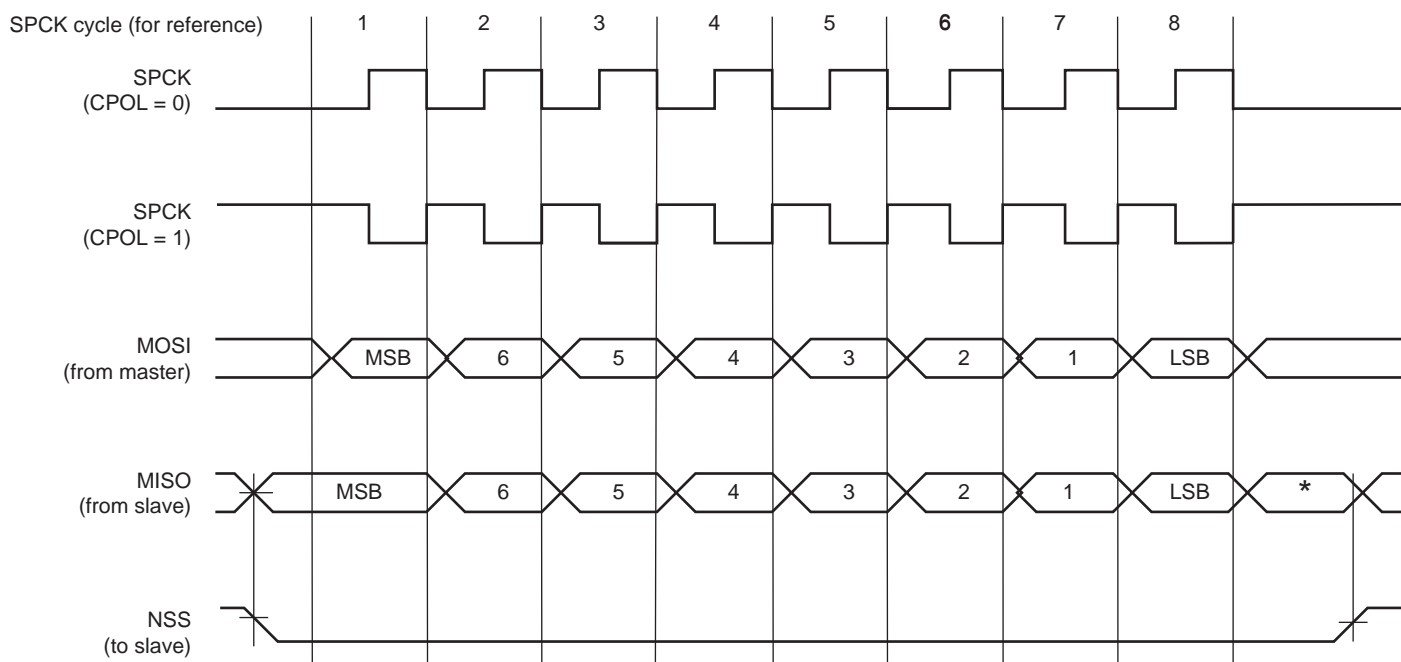 SPCK cycle (for reference) 1 2 3 4 5 6 7 8
SPCK
(CPOL = 0)
SPCK
(CPOL = 1)
MOSI
(from master)
MSB 6 5 4 3 2 1 LSB
MISO
(from slave)
MSB 6 5 4 3 2 1 LSB *
NSS
(to slave)